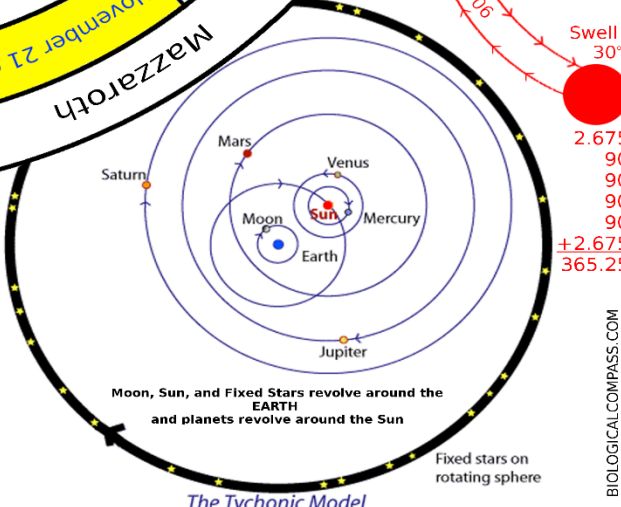 November 21
Mazzaroth
90
Swell
30°
2.675
90
90
90
90
+2.675
365.25
Mars
Venus
Saturn
Sun
Moon
Mercury
Earth
Jupiter
Moon, Sun, and Fixed Stars revolve around the
EARTH
and planets revolve around the Sun
Fixed stars on
rotating sphere
The Tychonic Model
BIOLOGICALCOMPASS.COM